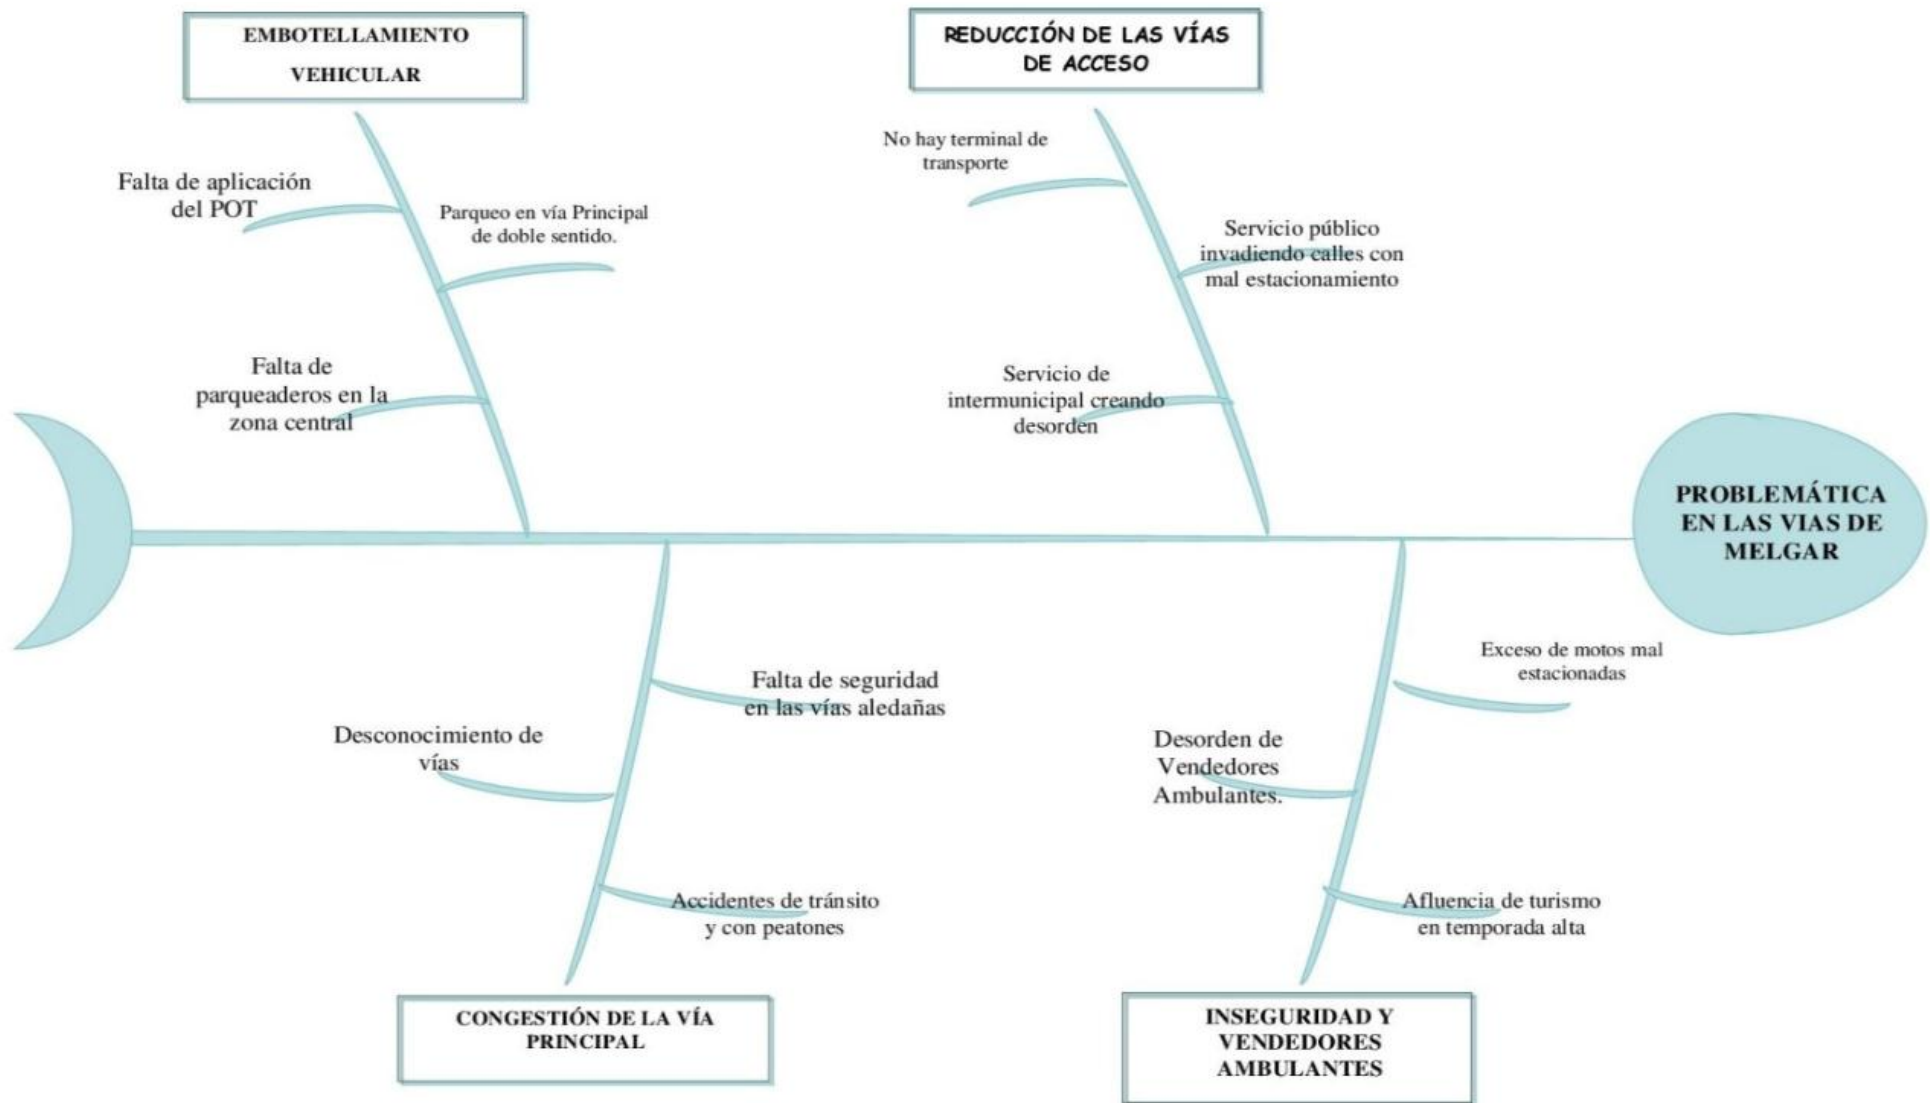 EMBOTELLAMIENTO
VEHICULAR
REDUCCIÓN DE LAS VÍAS
DE ACCESO
Falta de aplicación
del POT
Parqueo en vía Principal
de doble sentido.
Falta de
parqueaderos en la
zona central
No hay terminal de
transporte
Servicio público
invadiendo calles con
mal estacionamiento
Servicio de
intermunicipal creando
desorden
PROBLEMÁTICA
EN LAS VIAS DE
MELGAR
Falta de seguridad
en las vías aledañas
Desconocimiento de
vías
Accidentes de tránsito
y con peatones
Exceso de motos mal
estacionadas
Desorden de
Vendedores
Ambulantes.
Afluencia de turismo
en temporada alta
CONGESTIÓN DE LA VÍA
PRINCIPAL
INSEGURIDAD Y
VENDEDORES
AMBULANTES